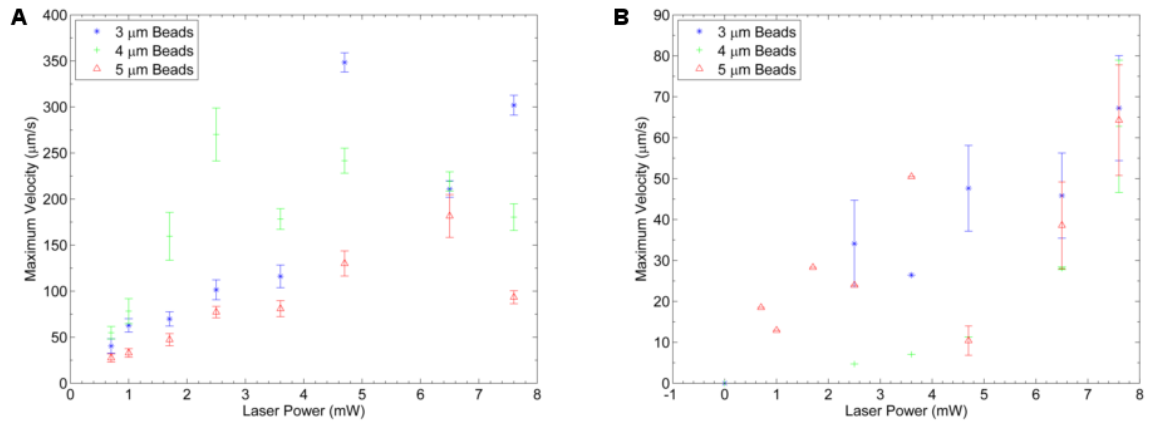 A
400
350
300
250
200
150
100
50
0
Maximum Velocity (μm/s)
3 μm Beads
4 μm Beads
5 μm Beads
0 1 2 3 4 5 6 7 8
Laser Power (mW)
B
90
80
70
60
50
40
30
20
10
0
Maximum Velocity (μm/s)
3 μm Beads
4 μm Beads
5 μm Beads
-1 0 1 2 3 4 5 6 7 8
Laser Power (mW)